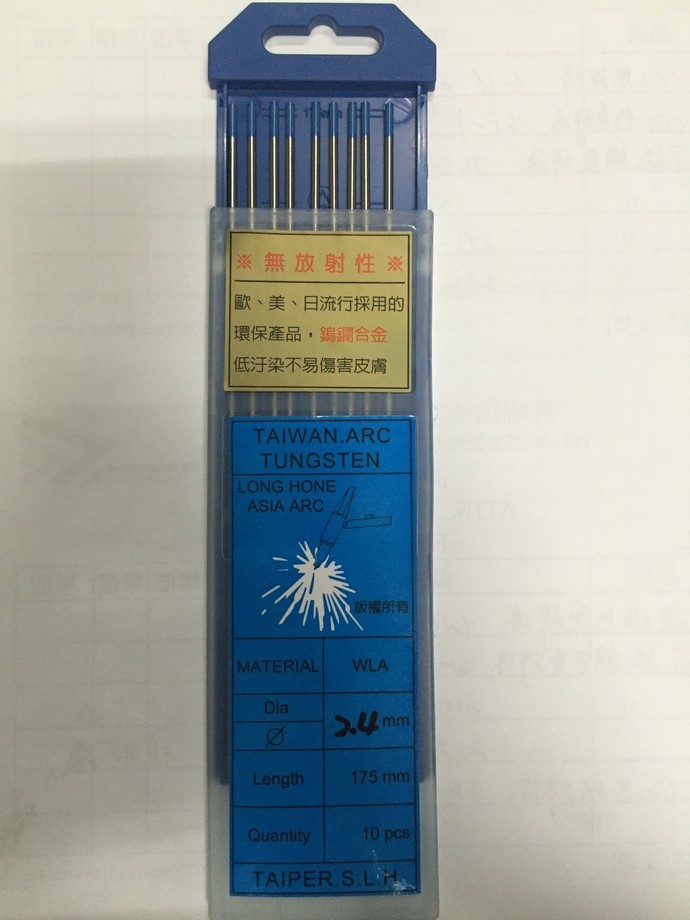 ※ 無放射性 ※
歐、美、日流行採用的
環保產品，鎢鑭合金
低汙染不易傷害皮膚
TAIWAN.ARC
TUNGSTEN
LONG HONE
ASIA ARC
版權所有
MATERIAL WLA
Dia
Ø 2.4 mm
Length 175 mm
Quantity 10 pcs
TAIPER.S.L.H